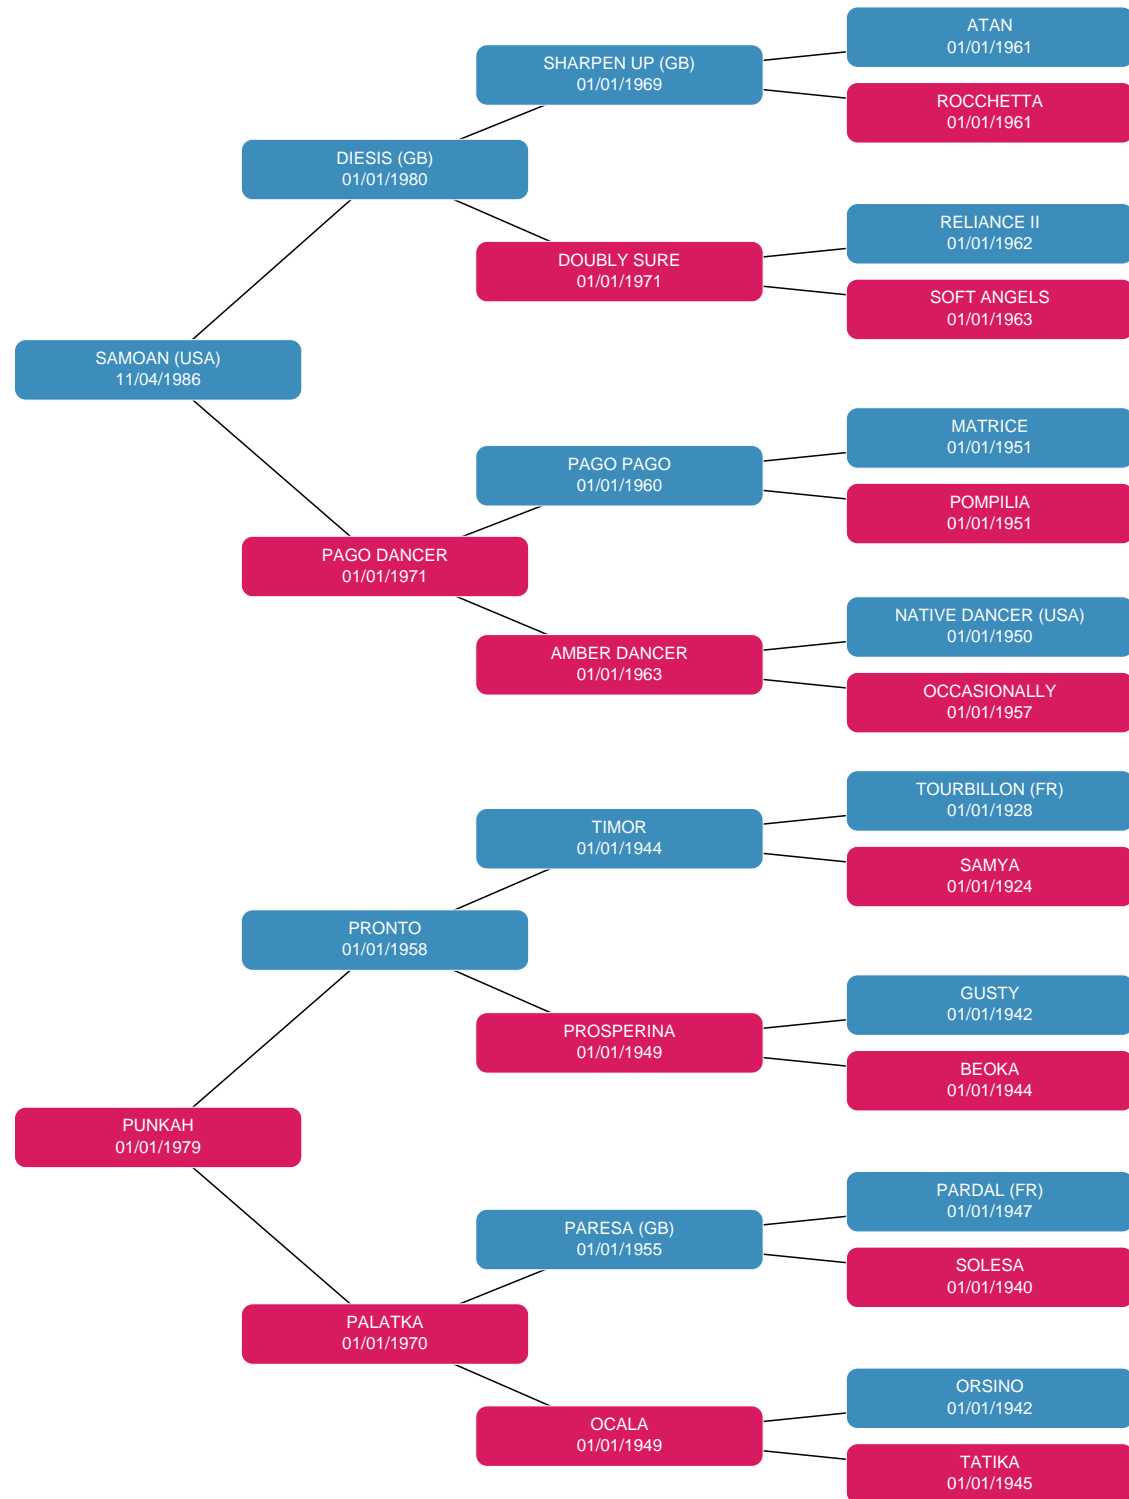 ATAN
01/01/1961
SHARPEN UP (GB)
01/01/1969
ROCCHETTA
01/01/1961
DIESIS (GB)
01/01/1980
RELIANCE II
01/01/1962
DOUBLY SURE
01/01/1971
SOFT ANGELS
01/01/1963
SAMOAN (USA)
11/04/1986
MATRICE
01/01/1951
PAGO PAGO
01/01/1960
POMPILIA
01/01/1951
PAGO DANCER
01/01/1971
NATIVE DANCER (USA)
01/01/1950
AMBER DANCER
01/01/1963
OCCASIONALLY
01/01/1957
TOURBILLON (FR)
01/01/1928
TIMOR
01/01/1944
SAMYA
01/01/1924
PRONTO
01/01/1958
GUSTY
01/01/1942
PROSPERINA
01/01/1949
BEOKA
01/01/1944
PUNKAH
01/01/1979
PARDAL (FR)
01/01/1947
PARESA (GB)
01/01/1955
SOLESA
01/01/1940
PALATKA
01/01/1970
ORSINO
01/01/1942
OCALA
01/01/1949
TATIKA
01/01/1945